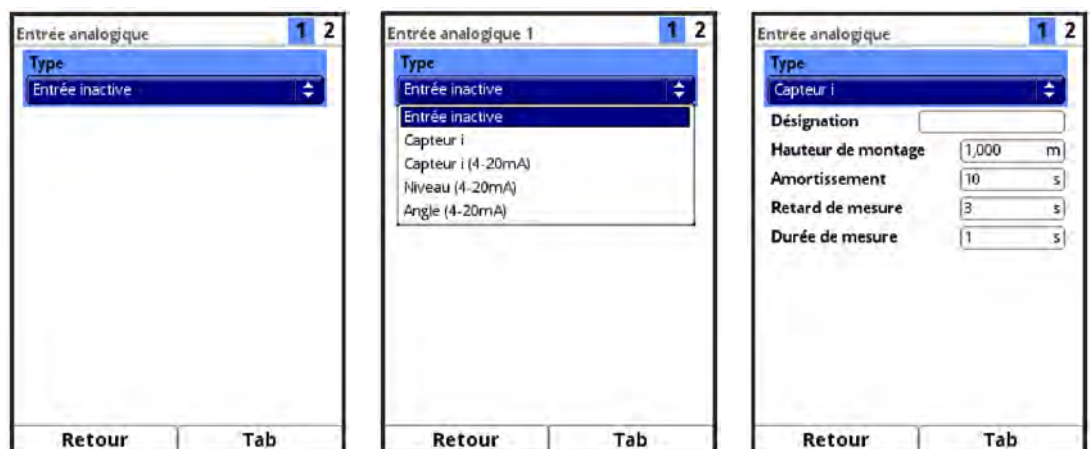 Entrée analogique 1 2
Type
Entrée inactive
Retour Tab
Entrée analogique 1 1 2
Type
Entrée inactive
Entrée inactive
Capteur i
Capteur i (4-20mA)
Niveau (4-20mA)
Angle (4-20mA)
Retour Tab
Entrée analogique 1 2
Type
Capteur i
Désignation
Hauteur de montage 1,000 m
Amortissement 10 s
Retard de mesure 3 s
Durée de mesure 1 s
Retour Tab